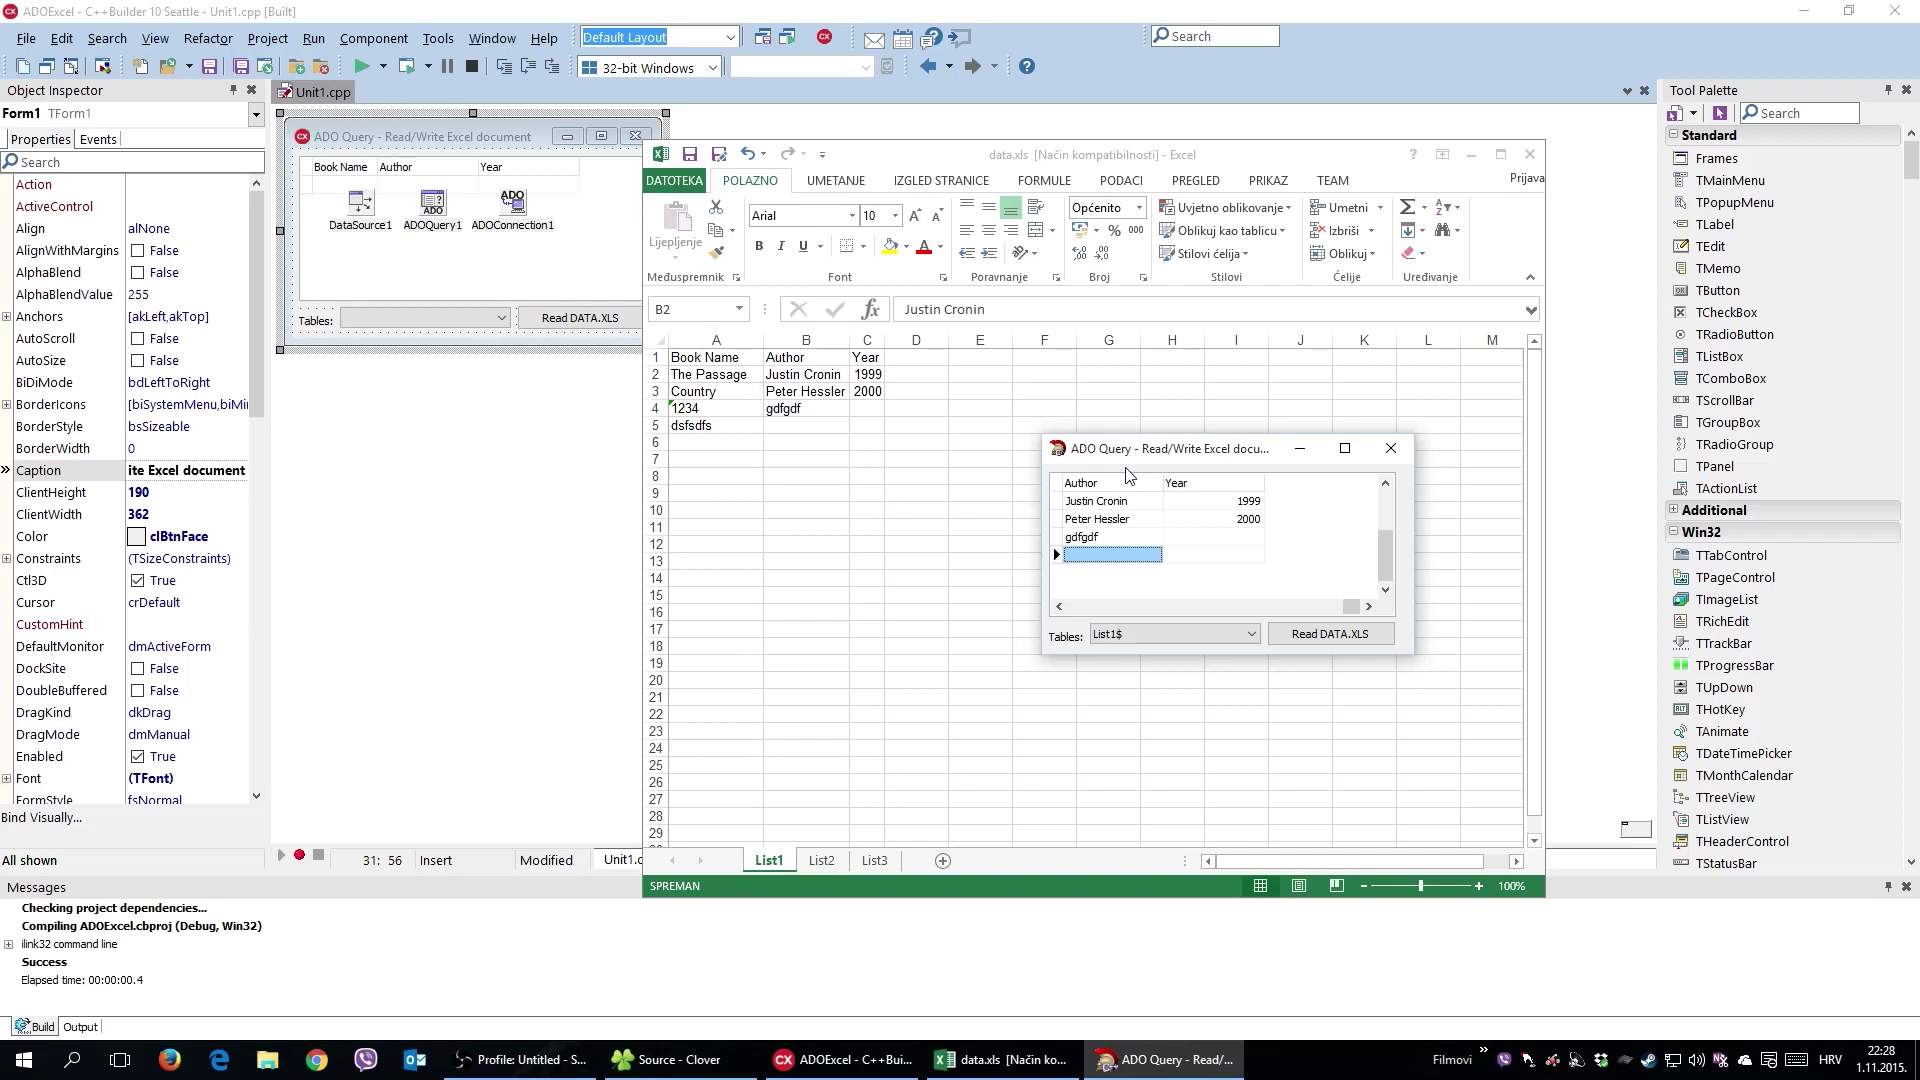 ADOExcel - C++Builder 10 Seattle - Unit1.cpp [Built]
File Edit Search View Refactor Project Run Component Tools Window Help Default Layout Search
32-bit Windows
Object Inspector
Form1 TForm1
Properties Events
Search
Action
ActiveControl
Align alNone
AlignWithMargins False
AlphaBlend False
AlphaBlendValue 255
Anchors [akLeft,akTop]
AutoScroll False
AutoSize False
BiDiMode bdLeftToRight
BorderIcons [biSystemMenu,biMi
BorderStyle bsSizeable
BorderWidth 0
Caption ite Excel document
ClientHeight 190
ClientWidth 362
Color clBtnFace
Constraints (TSizeConstraints)
Ctl3D True
Cursor crDefault
CustomHint
DefaultMonitor dmActiveForm
DockSite False
DoubleBuffered False
DragKind dkDrag
DragMode dmManual
Enabled True
Font (TFont)
FormStyle fsNormal
Bind Visually...
All shown
Unit1.cpp
ADO Query - Read/Write Excel document
Book Name Author Year
ADO
ADO
DataSource1 ADOQuery1 ADOConnection1
Tables: Read DATA.XLS
31: 56 Insert Modified Unit1.c
data.xls [Način kompatibilnosti] - Excel
DATOTEKA POLAZNO UMETANJE IZGLED STRANICE FORMULE PODACI PREGLED PRIKAZ TEAM Prijava
Lijepljenje
Arial 10
B I U
Općenito
% 000
Uvjetno oblikovanje
Oblikuj kao tablicu
Stilovi ćelija
Umetni
Izbriši
Oblikuj
Međuspremnik Font Poravnanje Broj Stilovi Ćelije Uređivanje
B2 fx Justin Cronin
A B C D E F G H I J K L M
1 Book Name Author Year
2 The Passage Justin Cronin 1999
3 Country Peter Hessler 2000
4 1234 gdfgdf
5 dsfsdfs
6
7
8
9
10
11
12
13
14
15
16
17
18
19
20
21
22
23
24
25
26
27
28
29
List1 List2 List3
SPREMAN 100%
ADO Query - Read/Write Excel docu...
Author Year
Justin Cronin 1999
Peter Hessler 2000
gdfgdf
Tables: List1$ Read DATA.XLS
Tool Palette
Search
Standard
Frames
TMainMenu
TPopupMenu
TLabel
TEdit
TMemo
TButton
TCheckBox
TRadioButton
TListBox
TComboBox
TScrollBar
TGroupBox
TRadioGroup
TPanel
TActionList
Additional
Win32
TTabControl
TPageControl
TImageList
TRichEdit
TTrackBar
TProgressBar
TUpDown
THotKey
TAnimate
TDateTimePicker
TMonthCalendar
TTreeView
TListView
THeaderControl
TStatusBar
Messages
Checking project dependencies...
Compiling ADOExcel.cbproj (Debug, Win32)
ilink32 command line
Success
Elapsed time: 00:00:00.4
Build Output
Profile: Untitled - S... Source - Clover ADOExcel - C++Bui... data.xls [Način ko... ADO Query - Read/... Filmovi HRV 22:28
1.11.2015.